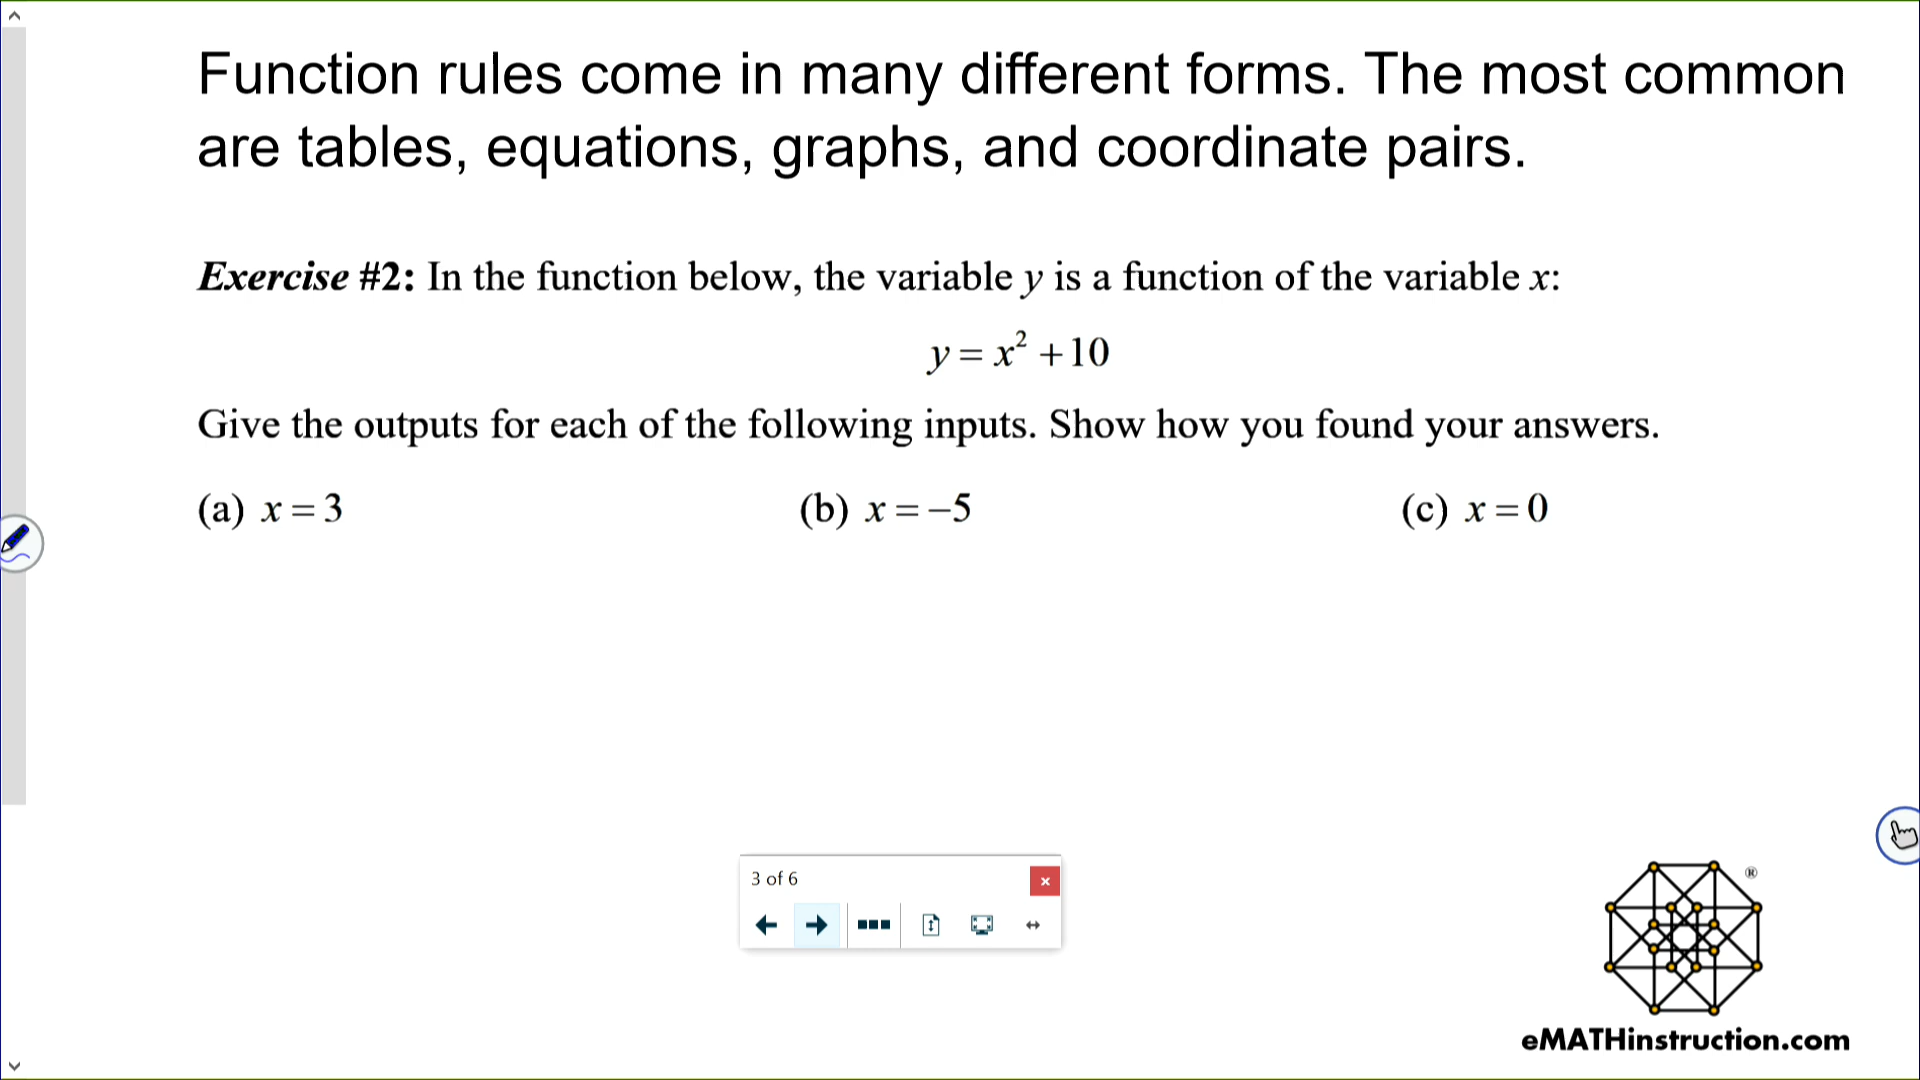 Function rules come in many different forms. The most common
are tables, equations, graphs, and coordinate pairs.
Exercise #2: In the function below, the variable y is a function of the variable x:
y = x² +10
Give the outputs for each of the following inputs. Show how you found your answers.
(a) x = 3 (b) x = −5 (c) x = 0
3 of 6
®
eMATHinstruction.com